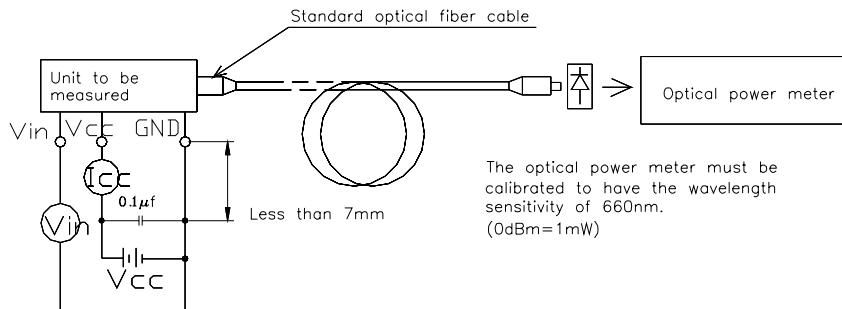 Standard optical fiber cable
Unit to be
measured
Optical power meter
Vin
Vcc
GND
Icc
0.1μf
Vin
Less than 7mm
Vcc
The optical power meter must be
calibrated to have the wavelength
sensitivity of 660nm.
(0dBm=1mW)